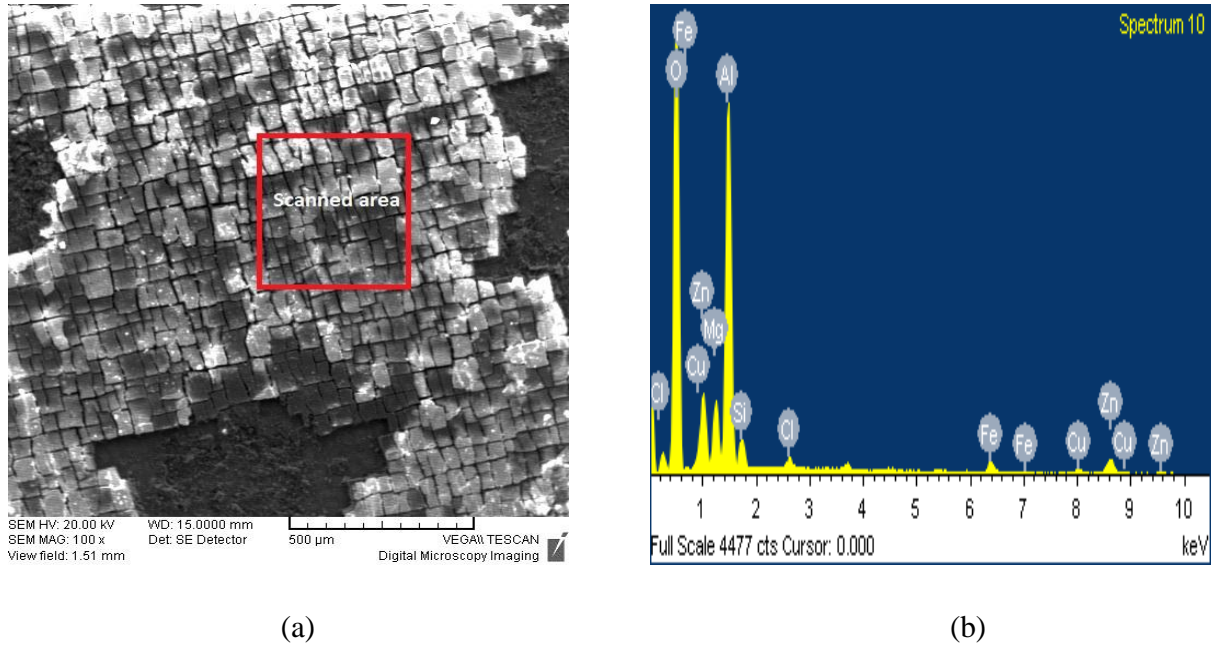 Scanned area
SEM HV: 20.00 kV WD: 15.0000 mm
SEM MAG: 100 x Det: SE Detector 500 µm VEGA\\ TESCAN
View field: 1.51 mm Digital Microscopy Imaging
(a)
Spectrum 10
Fe
O Al
Zn
Mg
Cu
Cl Si Cl Fe Fe Cu Zn Cu Zn
1 2 3 4 5 6 7 8 9 10
Full Scale 4477 cts Cursor: 0.000 keV
(b)